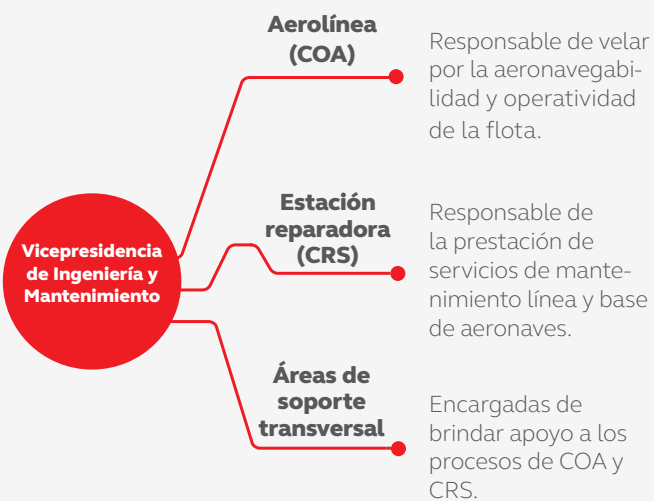 Vicepresidencia
de Ingeniería y
Mantenimiento
Aerolínea
(COA)
Responsable de velar
por la aeronavegabi-
lidad y operatividad
de la flota.
Estación
reparadora
(CRS)
Responsable de
la prestación de
servicios de mante-
nimiento línea y base
de aeronaves.
Áreas de
soporte
transversal
Encargadas de
brindar apoyo a los
procesos de COA y
CRS.